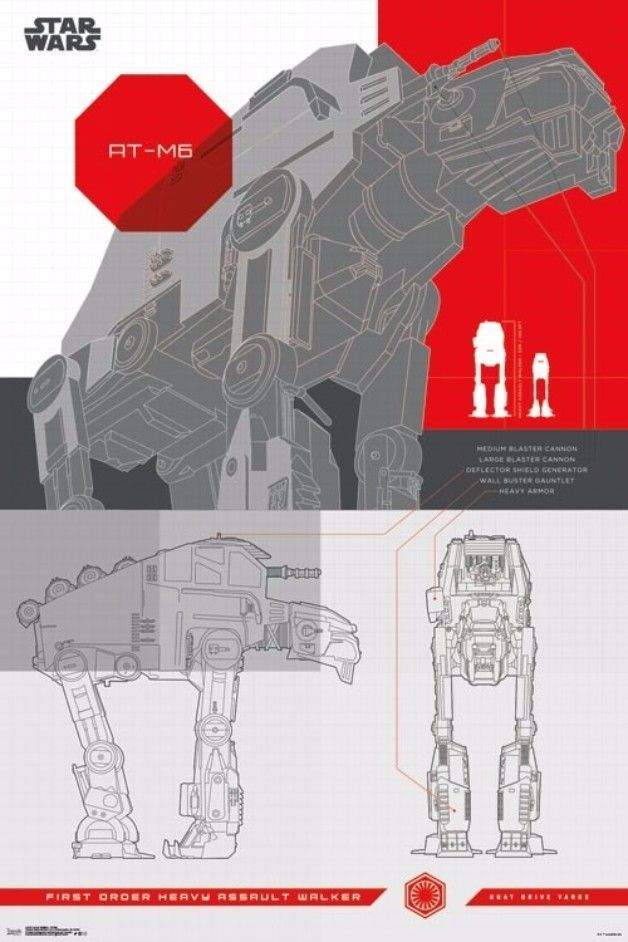 STAR
WARS
AT-M6
MEDIUM BLASTER CANNON
LARGE BLASTER CANNON
DEFLECTOR SHIELD GENERATOR
WALL BUSTER GAUNTLET
HEAVY ARMOR
FIRST ORDER HEAVY ASSAULT WALKER
KUAT DRIVE YARDS